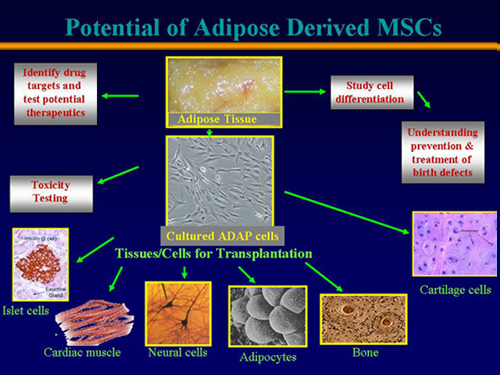 Potential of Adipose Derived MSCs
Identify drug
targets and
test potential
therapeutics
Adipose Tissue
Study cell
differentiation
Understanding
prevention &
treatment of
birth defects
Toxicity
Testing
Cultured ADAP cells
Tissues/Cells for Transplantation
Exocrine
Gland
Islet cells
Cardiac muscle
Neural cells
Adipocytes
Bone
Cartilage cells